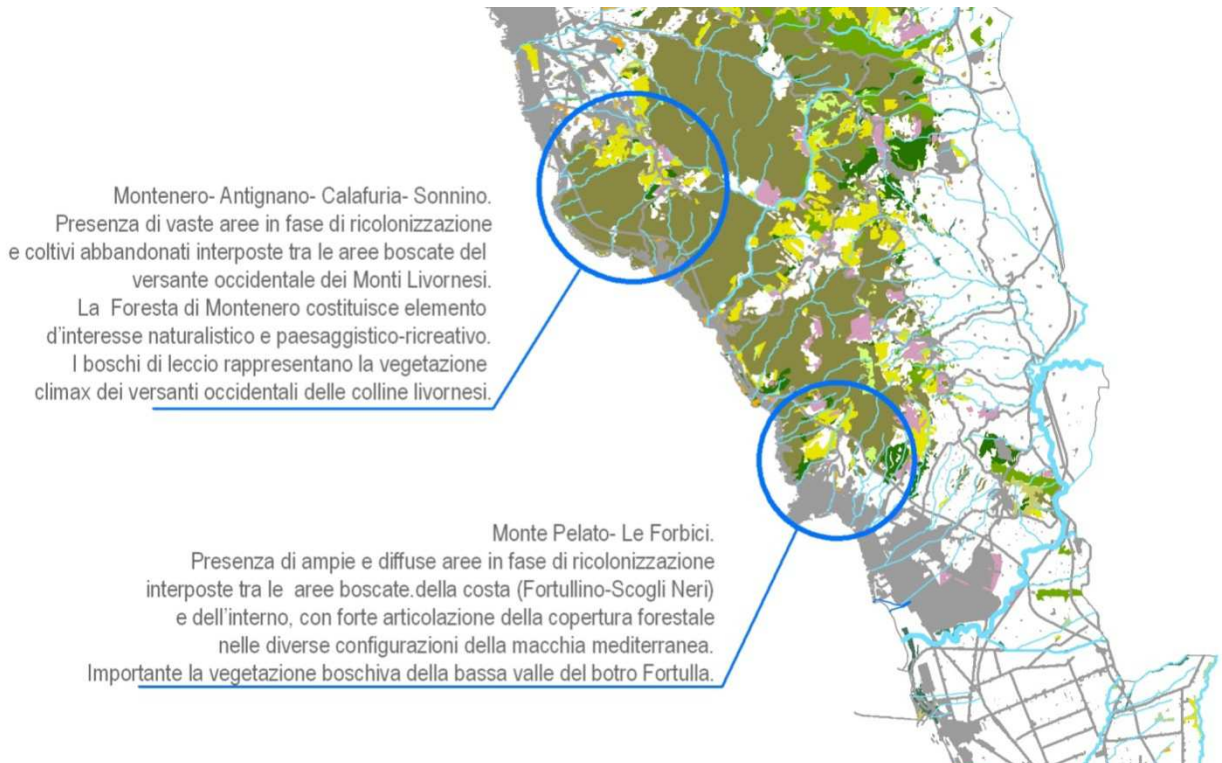 Montenero- Antignano- Calafuria- Sonnino.
Presenza di vaste aree in fase di ricolonizzazione
e coltivi abbandonati interposte tra le aree boscate del
versante occidentale dei Monti Livornesi.
La Foresta di Montenero costituisce elemento
d'interesse naturalistico e paesaggistico-ricreativo.
I boschi di leccio rappresentano la vegetazione
climax dei versanti occidentali delle colline livornesi.
Monte Pelato- Le Forbici.
Presenza di ampie e diffuse aree in fase di ricolonizzazione
interposte tra le aree boscate.della costa (Fortullino-Scogli Neri)
e dell'interno, con forte articolazione della copertura forestale
nelle diverse configurazioni della macchia mediterranea.
Importante la vegetazione boschiva della bassa valle del botro Fortulla.